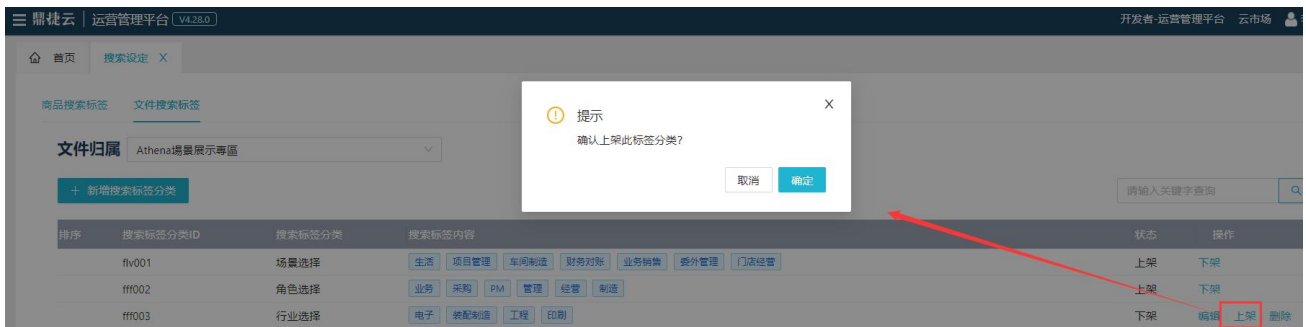 鼎捷云 | 运营管理平台 V4.28.0 开发者-运营管理平台 云市场
首页 搜索设定 X
商品搜索标签 文件搜索标签
提示 X
确认上架此标签分类?
文件归属 Athena場景展示專區
取消 确定
+ 新增搜索标签分类 请输入关键字查询
排序 搜索标签分类ID 搜索标签分类 搜索标签内容 状态 操作
flv001 场景选择 生活 项目管理 车间制造 财务对账 业务销售 委外管理 门店经营 上架 下架
fff002 角色选择 业务 采购 PM 管理 经营 制造 上架 下架
fff003 行业选择 电子 装配制造 工程 印刷 下架 编辑 上架 删除